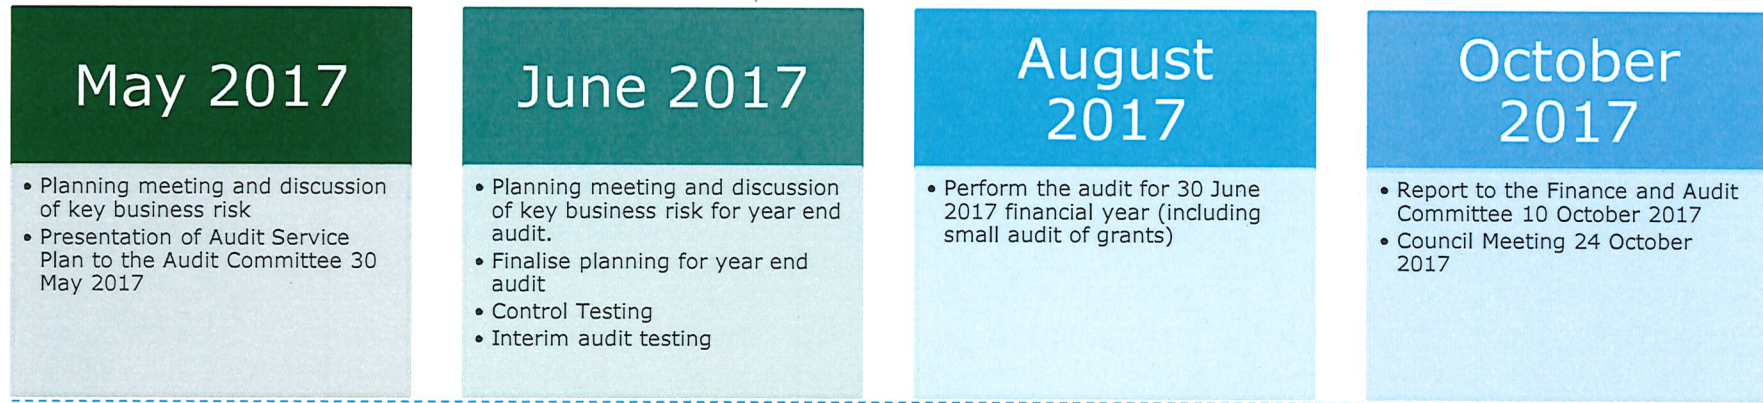 May 2017
• Planning meeting and discussion
of key business risk
• Presentation of Audit Service
Plan to the Audit Committee 30
May 2017
June 2017
• Planning meeting and discussion
of key business risk for year end
audit.
• Finalise planning for year end
audit
• Control Testing
• Interim audit testing
August
2017
• Perform the audit for 30 June
2017 financial year (including
small audit of grants)
October
2017
• Report to the Finance and Audit
Committee 10 October 2017
• Council Meeting 24 October
2017